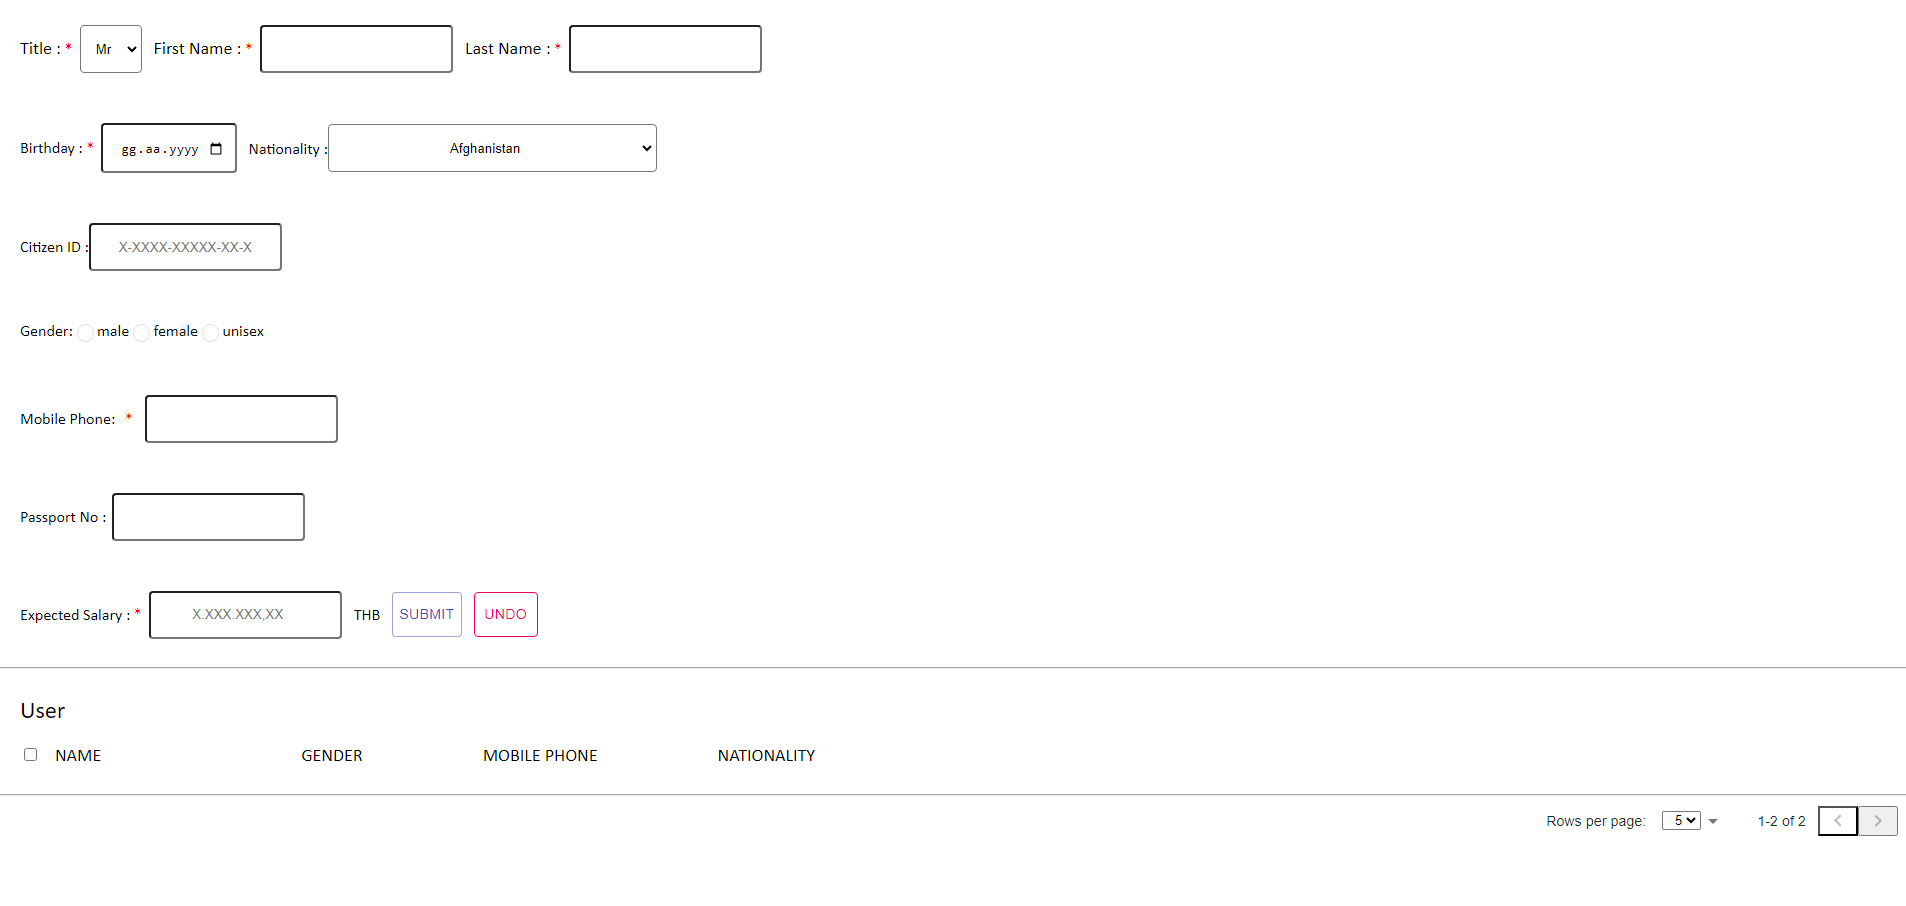 Title : * Mr First Name : * Last Name : *
Birthday : * gg.aa.yyyy Nationality : Afghanistan
Citizen ID : X-XXXX-XXXXX-XX-X
Gender: male female unisex
Mobile Phone: *
Passport No :
Expected Salary : * X.XXX.XXX,XX THB SUBMIT UNDO
User
NAME GENDER MOBILE PHONE NATIONALITY
Rows per page: 5 1-2 of 2